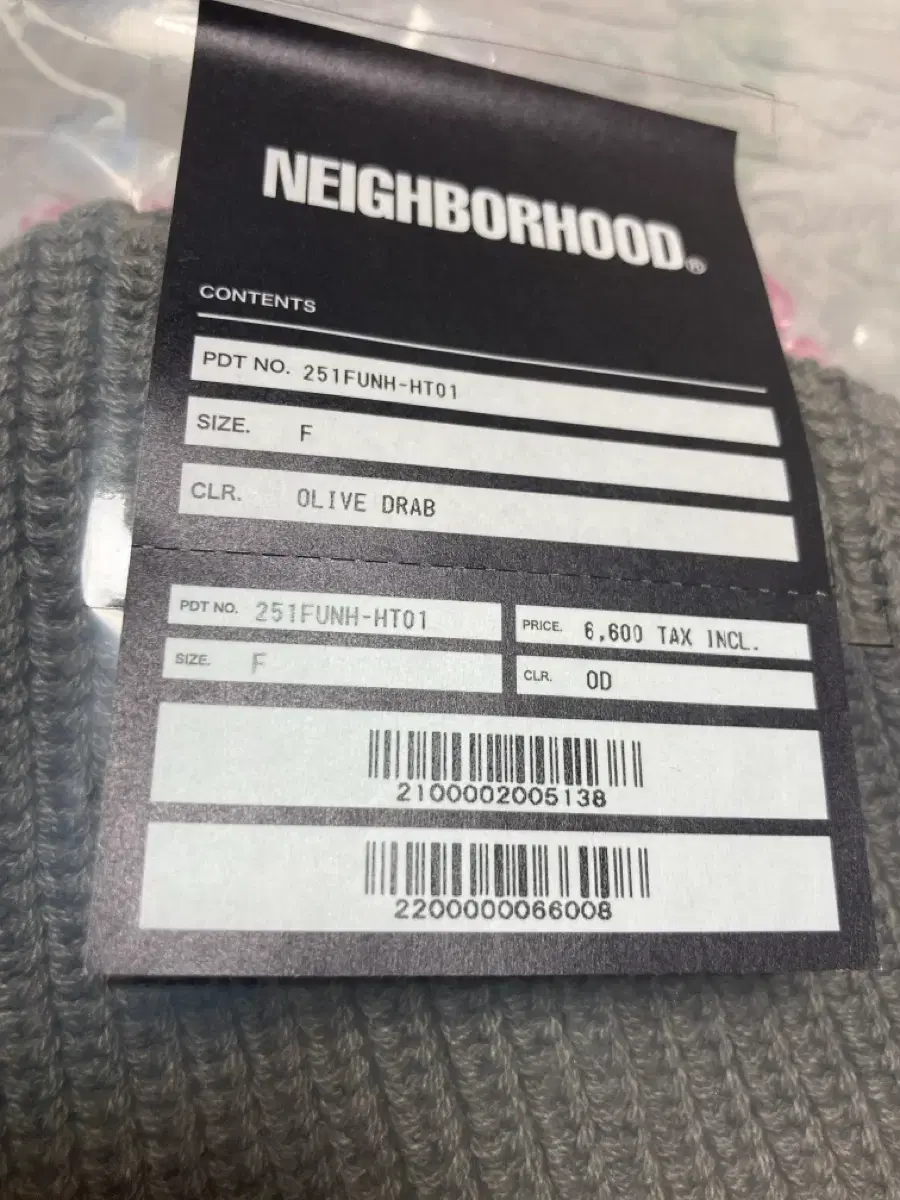 NEIGHBORHOOD®
CONTENTS
PDT NO. 251FUNH-HT01
SIZE. F
CLR. OLIVE DRAB
PDT NO. 251FUNH-HT01
PRICE. 6,600 TAX INCL.
SIZE. F
CLR. OD
2100002005138
2200000066008